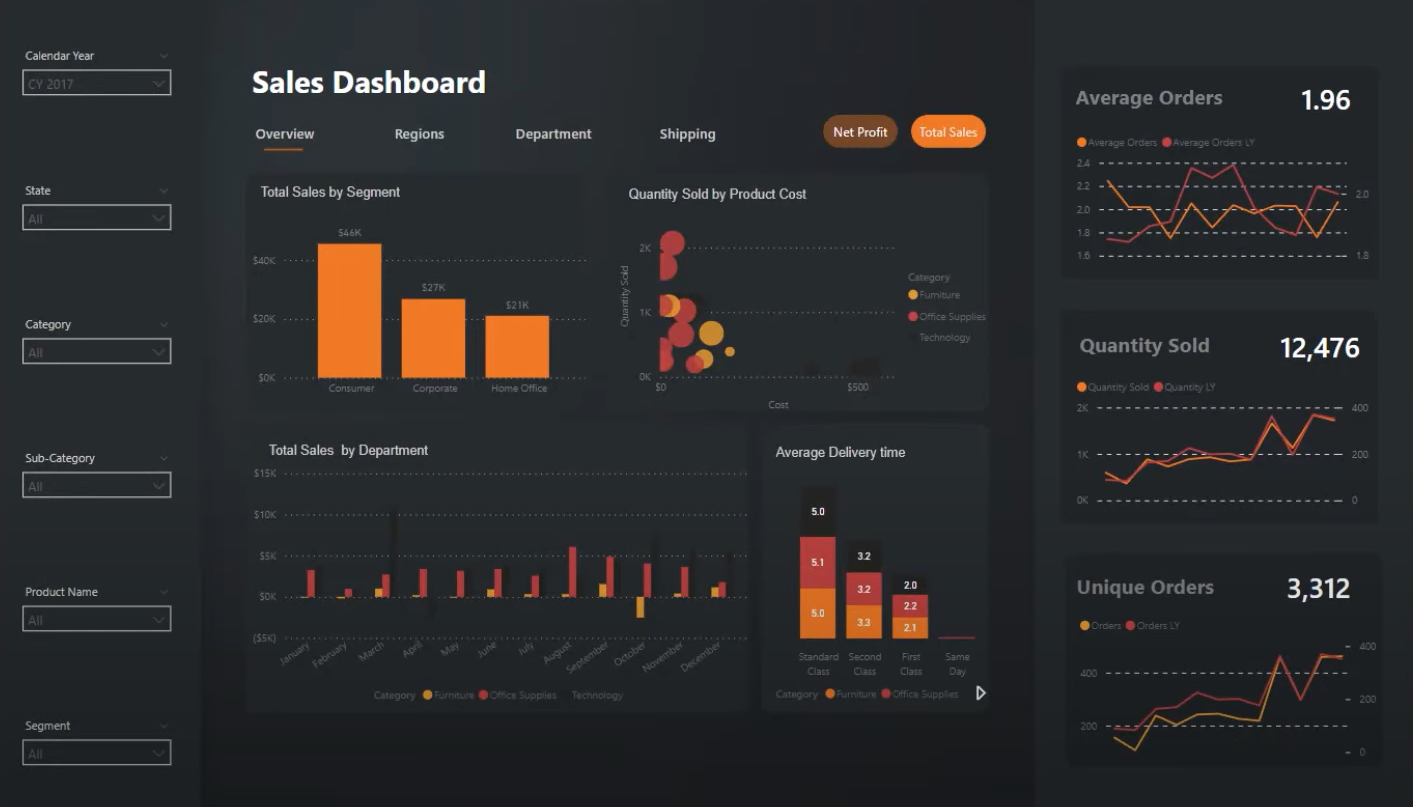 Calendar Year
CY 2017
State
All
Category
All
Sub-Category
All
Product Name
All
Segment
All
Sales Dashboard
Overview Regions Department Shipping
Net Profit Total Sales
Total Sales by Segment
$40K
$20K
$0K
$46K
$27K
$21K
Consumer Corporate Home Office
Quantity Sold by Product Cost
Quantity Sold
2K
1K
0K
$0 $500
Cost
Category
Furniture
Office Supplies
Technology
Total Sales by Department
$15K
$10K
$5K
$0K
($5K)
January February March April May June July August September October November December
Category Furniture Office Supplies Technology
Average Delivery time
5.0
5.1
5.0
3.2
3.2
3.3
2.0
2.2
2.1
Standard Class
Second Class
First Class
Same Day
Category Furniture Office Supplies
Average Orders 1.96
Average Orders Average Orders LY
2.4
2.2
2.0
1.8
1.6
2.0
1.8
Quantity Sold 12,476
Quantity Sold Quantity LY
2K
1K
0K
400
200
0
Unique Orders 3,312
Orders Orders LY
400
200
400
200
0